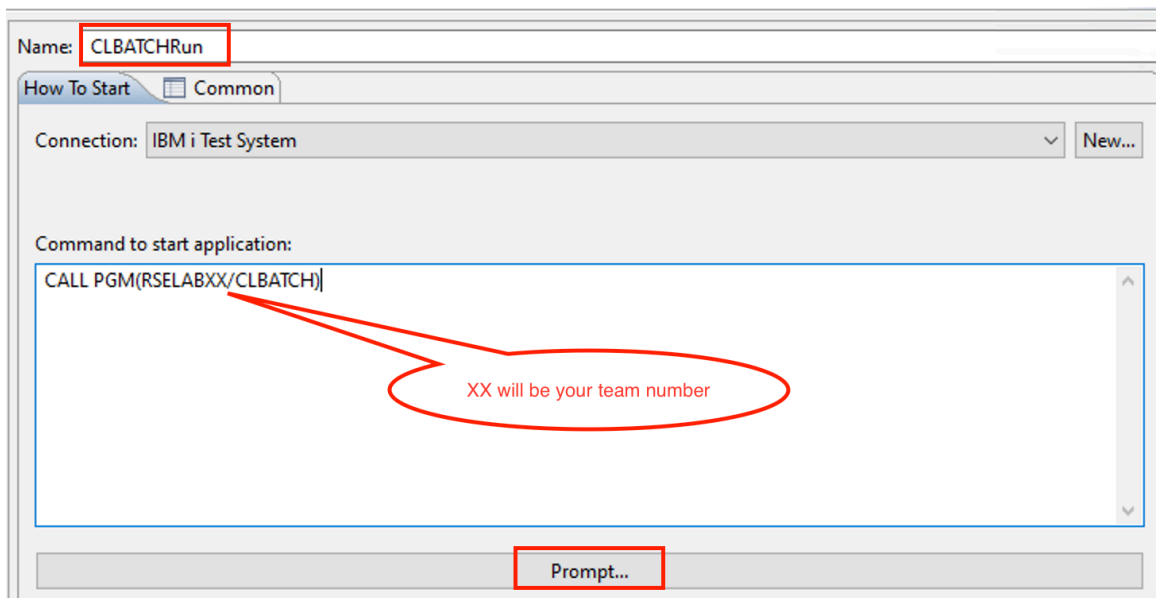 Name: CLBATCHRun
How To Start Common
Connection: IBM i Test System New...
Command to start application:
CALL PGM(RSELABXX/CLBATCH)
XX will be your team number
Prompt...